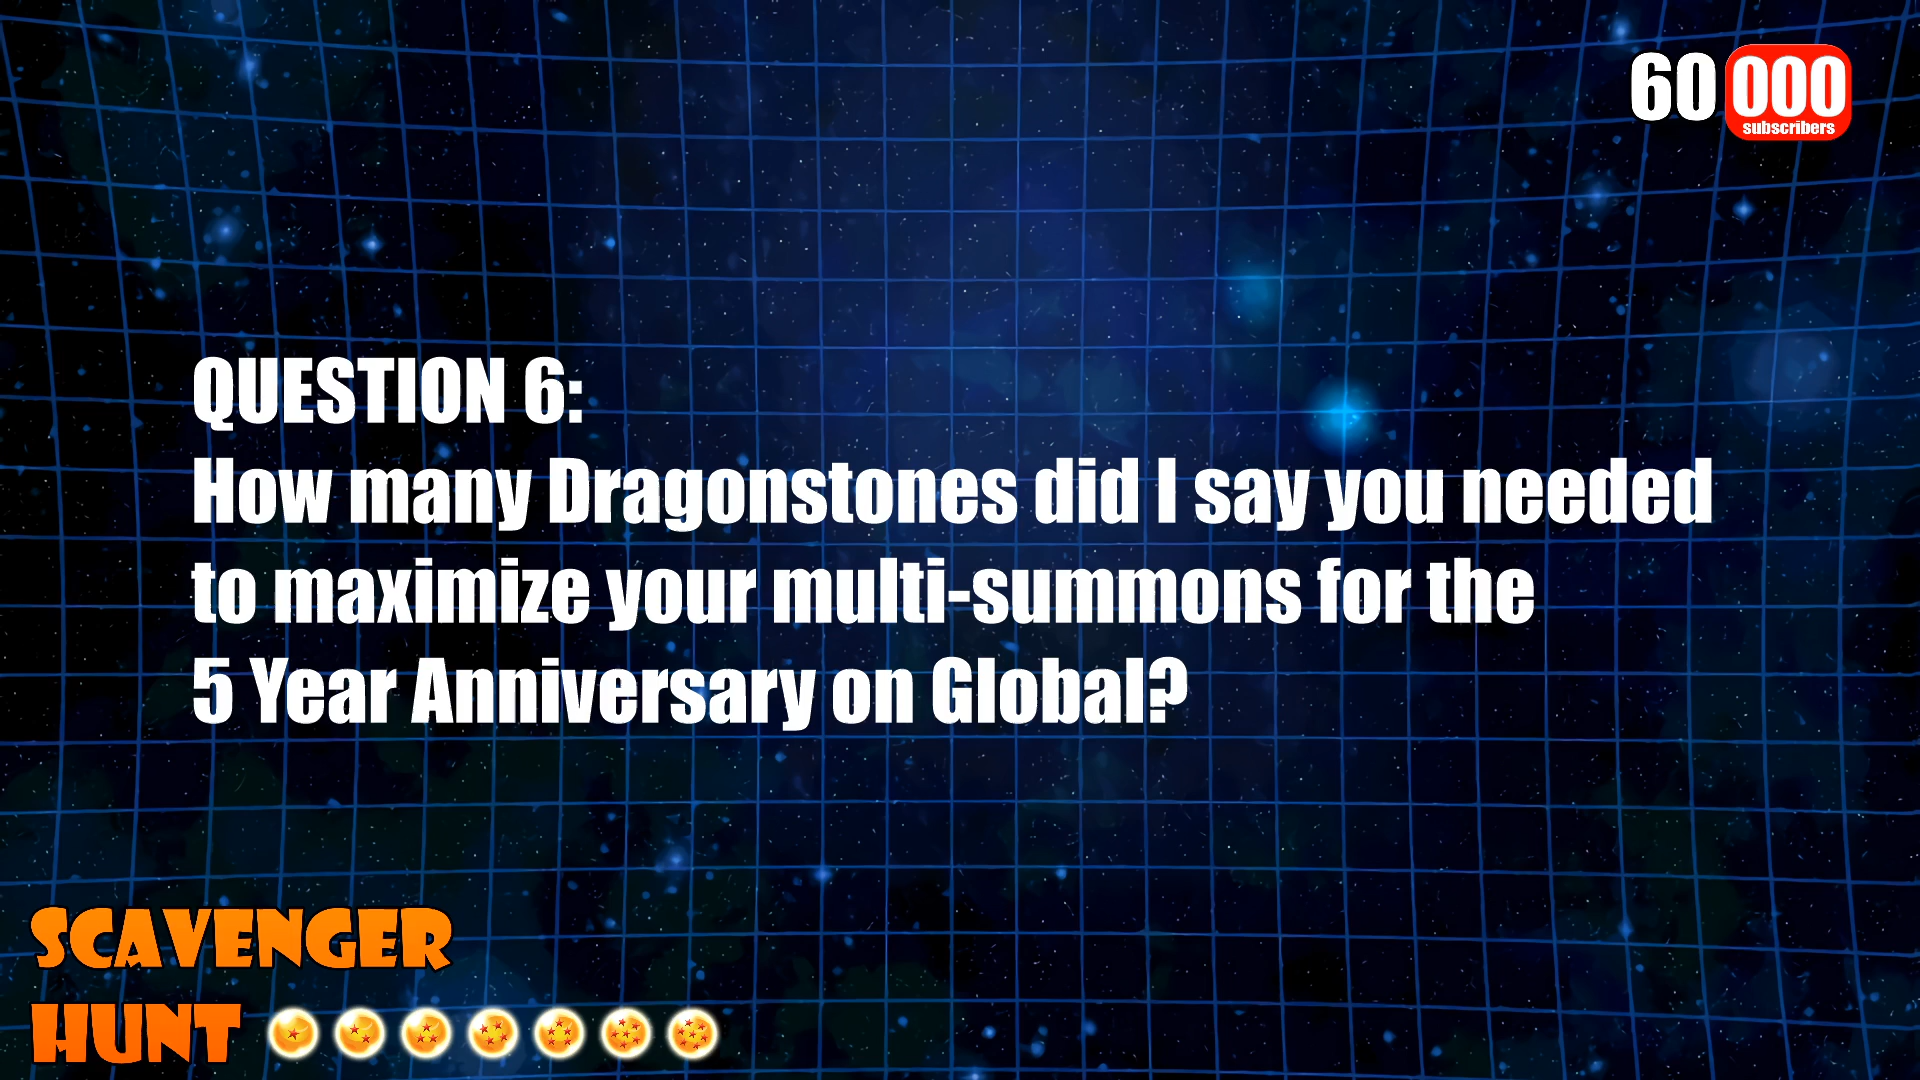 60 000
subscribers
QUESTION 6:
How many Dragonstones did I say you needed
to maximize your multi-summons for the
5 Year Anniversary on Global?
SCAVENGER
HUNT